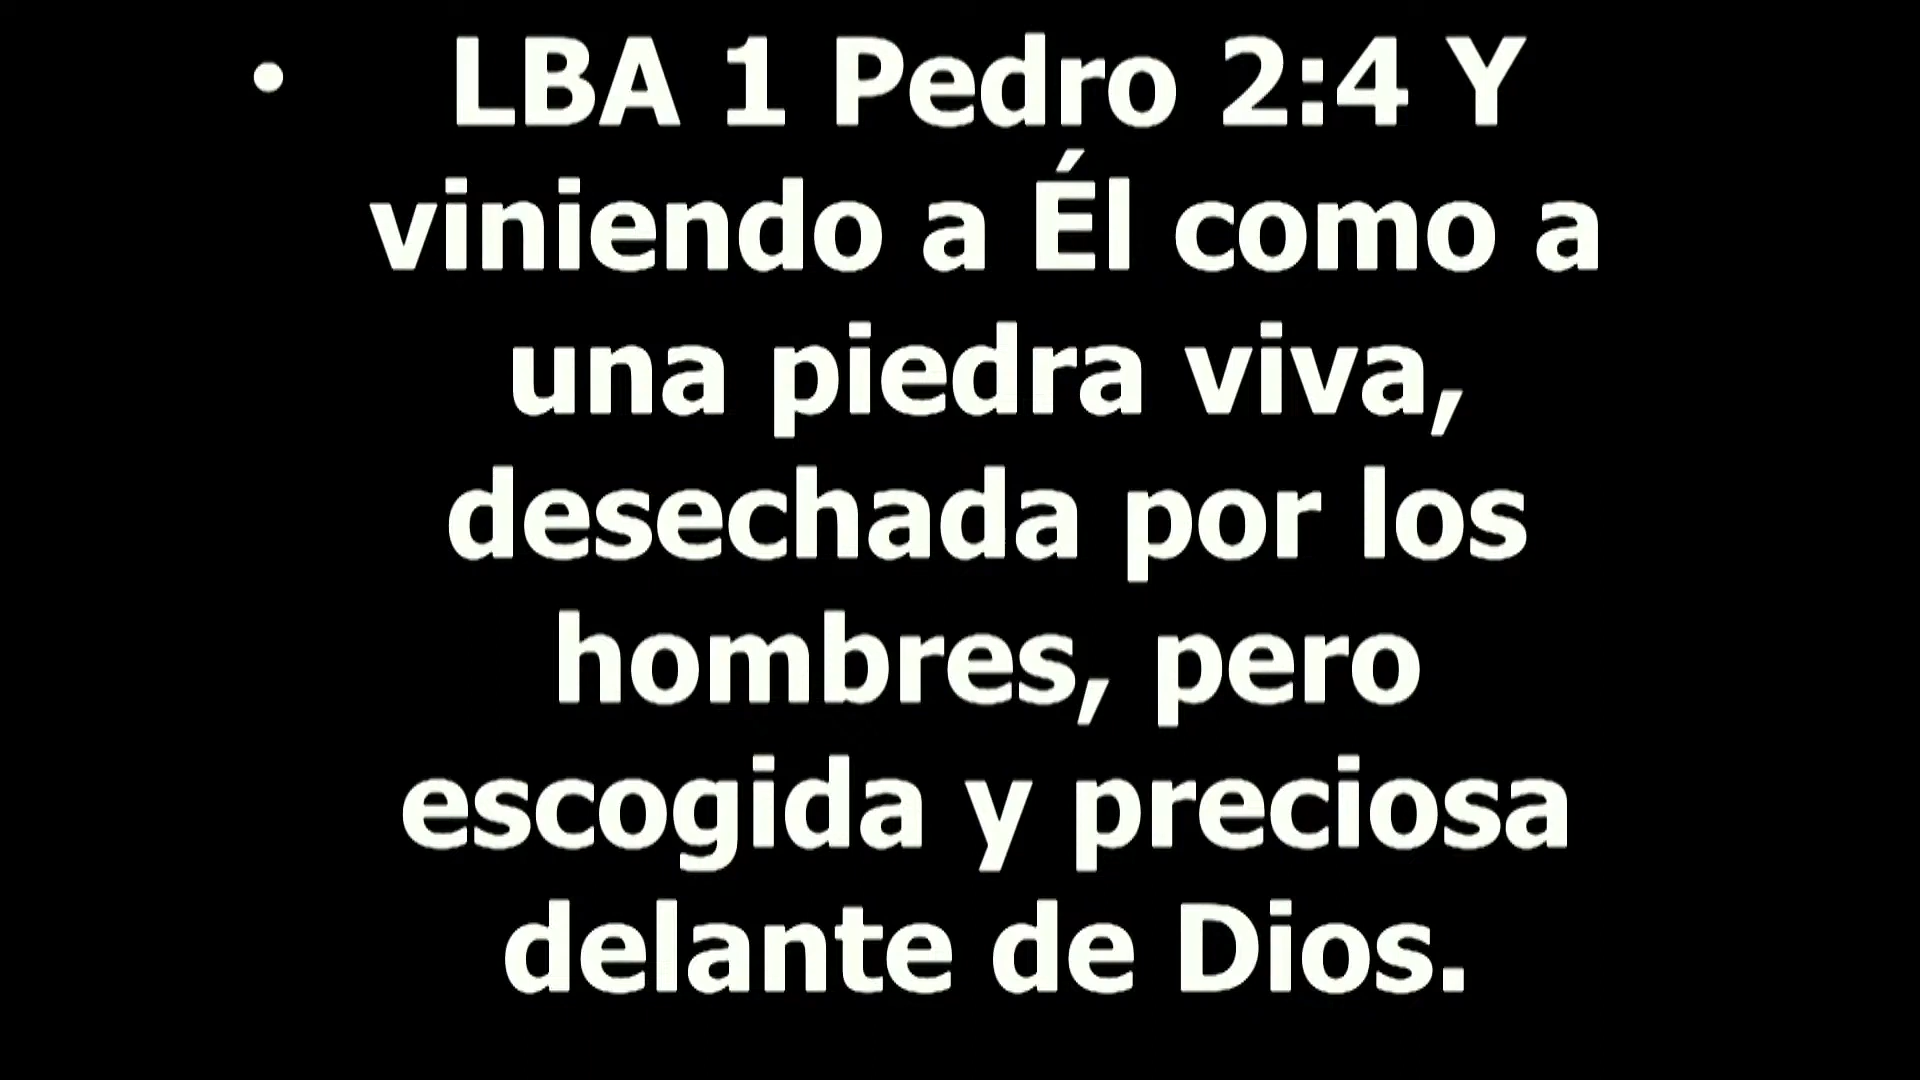 • LBA 1 Pedro 2:4 Y
viniendo a Él como a
una piedra viva,
desechada por los
hombres, pero
escogida y preciosa
delante de Dios.